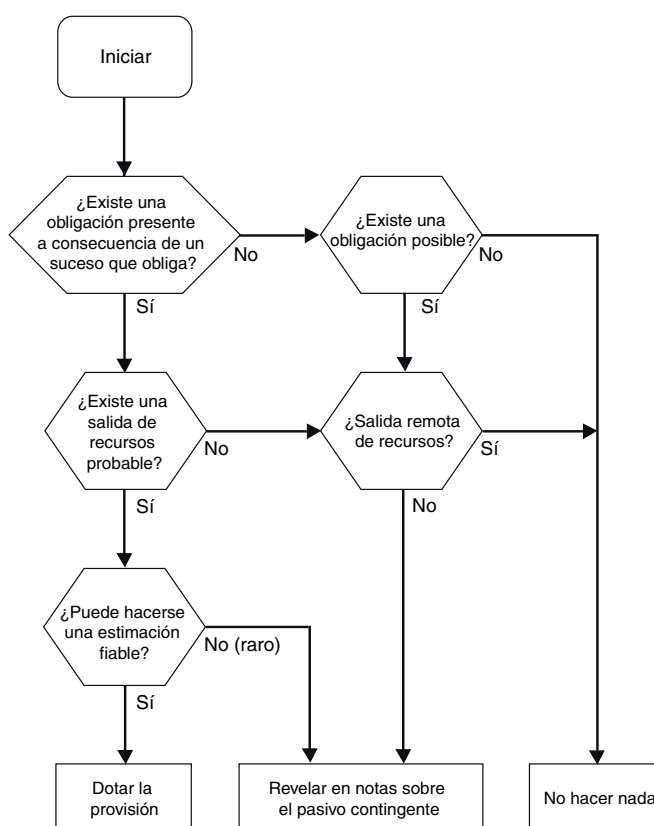 Iniciar
¿Existe una
obligación presente
a consecuencia de un
suceso que obliga?
No
¿Existe una
obligación posible?
No
Sí
Sí
¿Existe una
salida de
recursos
probable?
No
¿Salida remota
de recursos?
Sí
Sí
No
¿Puede hacerse
una estimación
fiable?
No (raro)
Sí
Dotar la
provisión
Revelar en notas sobre
el pasivo contingente
No hacer nada